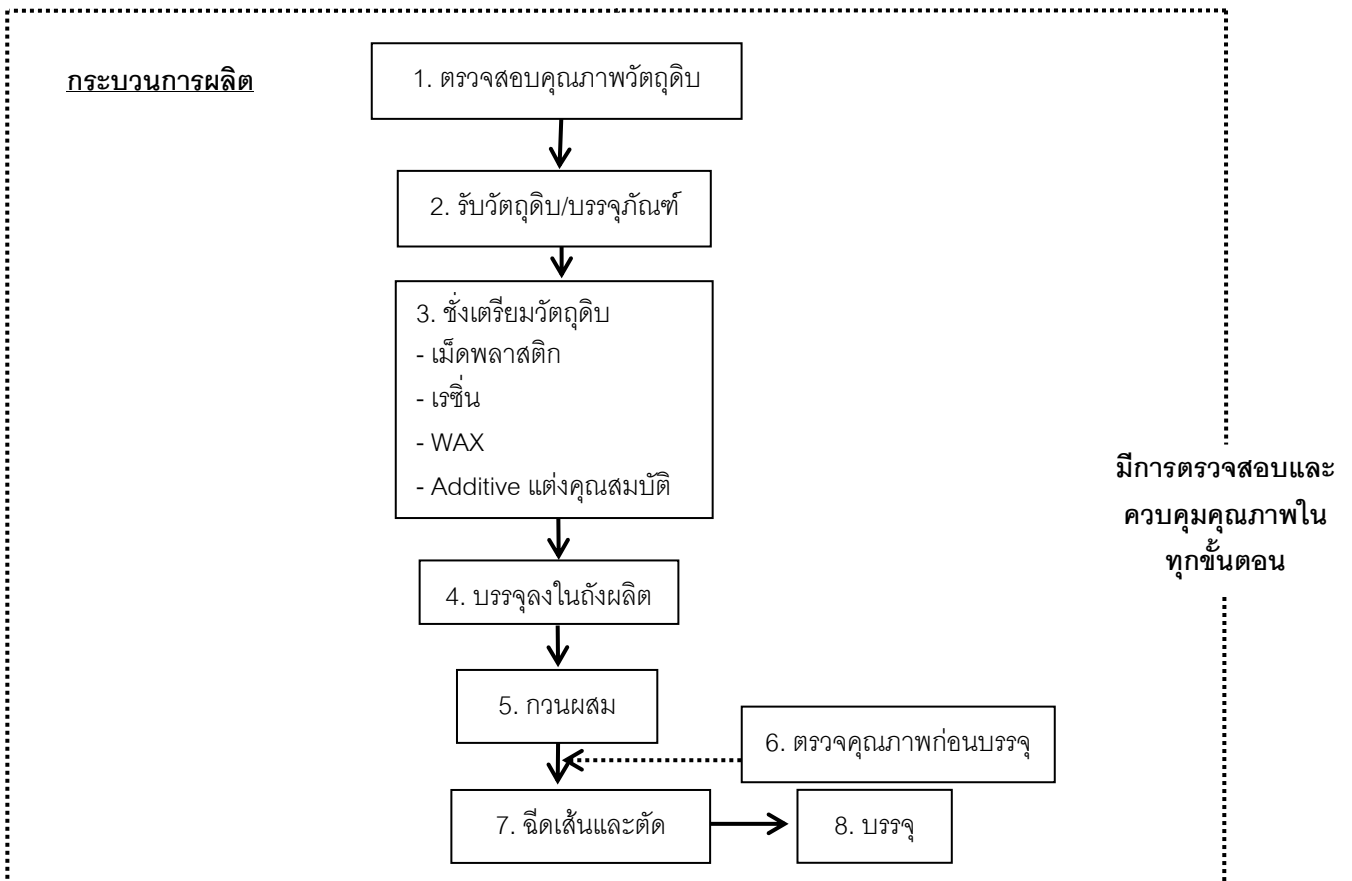 กระบวนการผลิต
1. ตรวจสอบคุณภาพวัตถุดิบ
2. รับวัตถุดิบ/บรรจุภัณฑ์
3. ชั่งเตรียมวัตถุดิบ
- เม็ดพลาสติก
- เรซิ่น
- WAX
- Additive แต่งคุณสมบัติ
มีการตรวจสอบและ
ควบคุมคุณภาพใน
ทุกขั้นตอน
4. บรรจุลงในถังผลิต
5. กวนผสม
6. ตรวจคุณภาพก่อนบรรจุ
7. ฉีดเส้นและตัด
8. บรรจุ